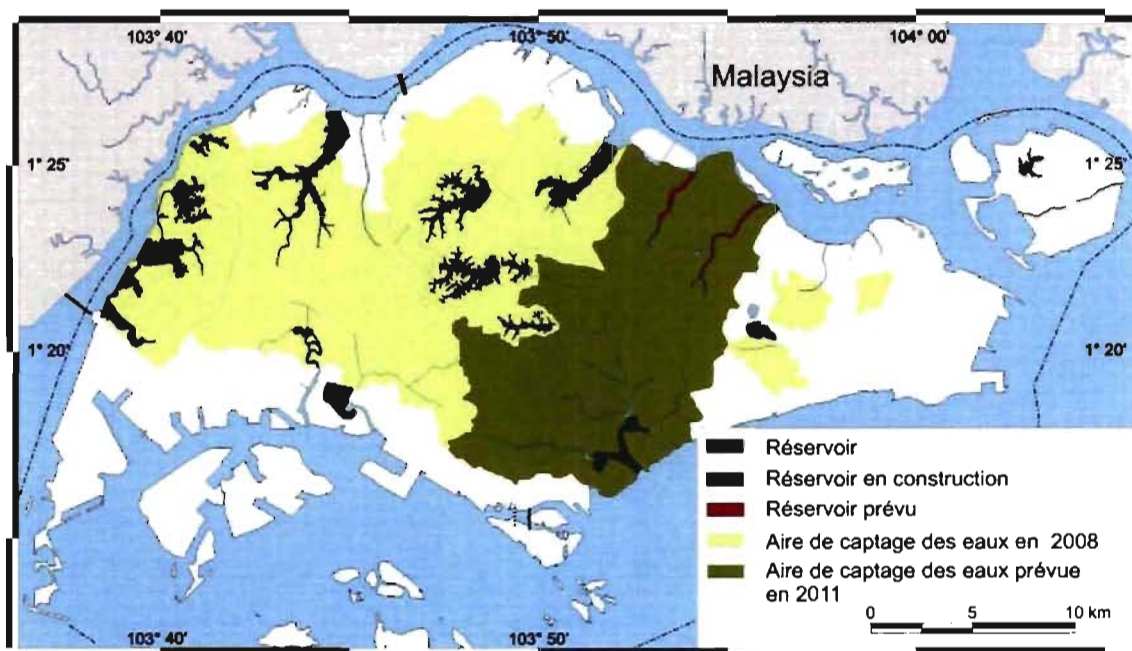 103° 40'
103° 50'
104° 00'
Malaysia
1° 25'
1° 25'
1° 20'
1° 20'
Réservoir
Réservoir en construction
Réservoir prévu
Aire de captage des eaux en 2008
Aire de captage des eaux prévue
en 2011
0 5 10 km
103° 40'
103° 50'